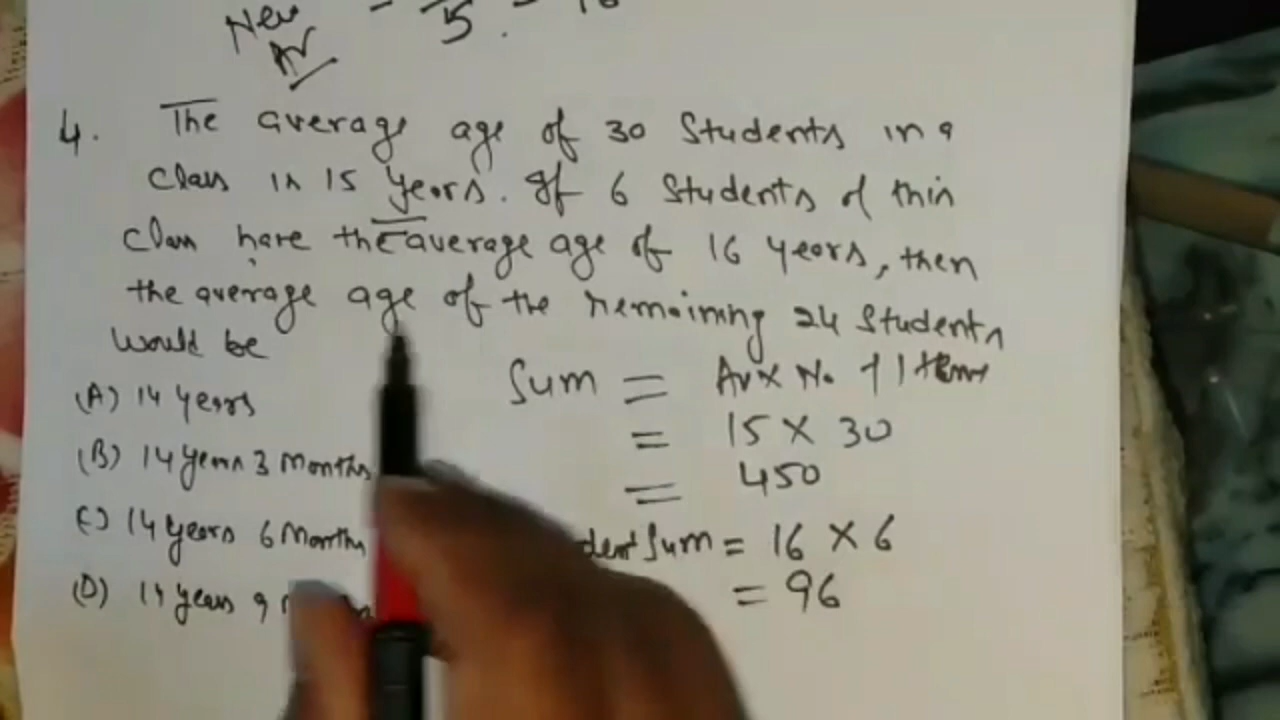 New
Av
= 5 . =
4. The average age of 30 Students in a
class is 15 years. If 6 Students of this
class have the average age of 16 years, then
the average age of the remaining 24 Students
would be
Sum = Av x No. of Items
(A) 14 years
= 15 x 30
(B) 14 years 3 Months
= 450
(C) 14 years 6 Months
Sum = 16 x 6
(D) 14 years 9
= 96